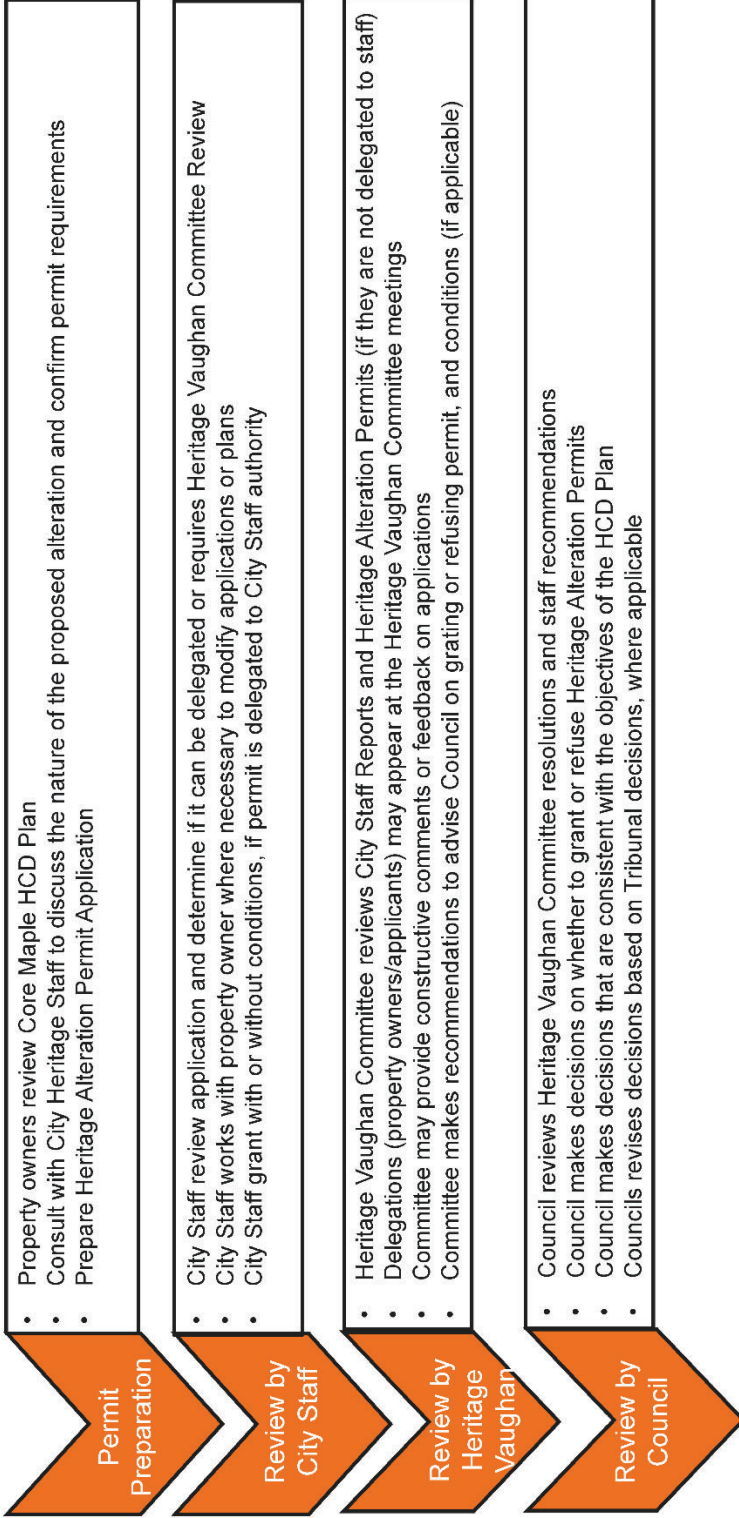 Permit
Preparation
• Property owners review Core Maple HCD Plan
• Consult with City Heritage Staff to discuss the nature of the proposed alteration and confirm permit requirements
• Prepare Heritage Alteration Permit Application
Review by
City Staff
• City Staff review application and determine if it can be delegated or requires Heritage Vaughan Committee Review
• City Staff works with property owner where necessary to modify applications or plans
• City Staff grant with or without conditions, if permit is delegated to City Staff authority
Review by
Heritage
Vaughan
• Heritage Vaughan Committee reviews City Staff Reports and Heritage Alteration Permits (if they are not delegated to staff)
• Delegations (property owners/applicants) may appear at the Heritage Vaughan Committee meetings
• Committee may provide constructive comments or feedback on applications
• Committee makes recommendations to advise Council on grating or refusing permit, and conditions (if applicable)
Review by
Council
• Council reviews Heritage Vaughan Committee resolutions and staff recommendations
• Council makes decisions on whether to grant or refuse Heritage Alteration Permits
• Council makes decisions that are consistent with the objectives of the HCD Plan
• Councils revises decisions based on Tribunal decisions, where applicable